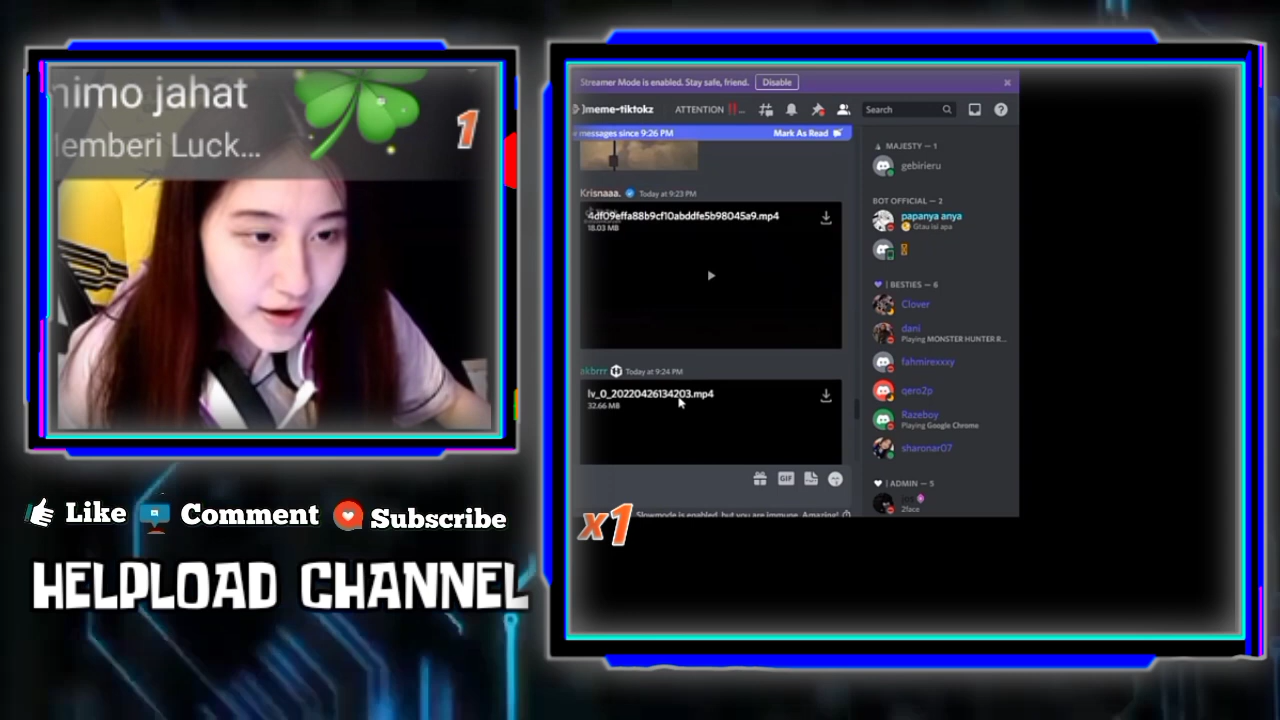 nimo jahat
Memberi Luck...
1
Like
Comment
Subscribe
HELPLOAD CHANNEL
Streamer Mode is enabled. Stay safe, friend.
Disable
meme-tiktokz
ATTENTION ‼️...
Search
messages since 9:26 PM
Mark As Read
Krisnaaa.
Today at 9:23 PM
4df09effa88b9cf10abddfe5b98045a9.mp4
18.03 MB
akbrrr
Today at 9:24 PM
lv_0_20220426134203.mp4
32.66 MB
GIF
Slowmode is enabled, but you are immune. Amazing!
x1
MAJESTY — 1
gebirieru
BOT OFFICIAL — 2
papanya anya
Gtau isi apa
| BESTIES — 6
Clover
dani
Playing MONSTER HUNTER R...
fahmirexxxy
qero2p
Razeboy
Playing Google Chrome
sharonar07
| ADMIN — 5
2face